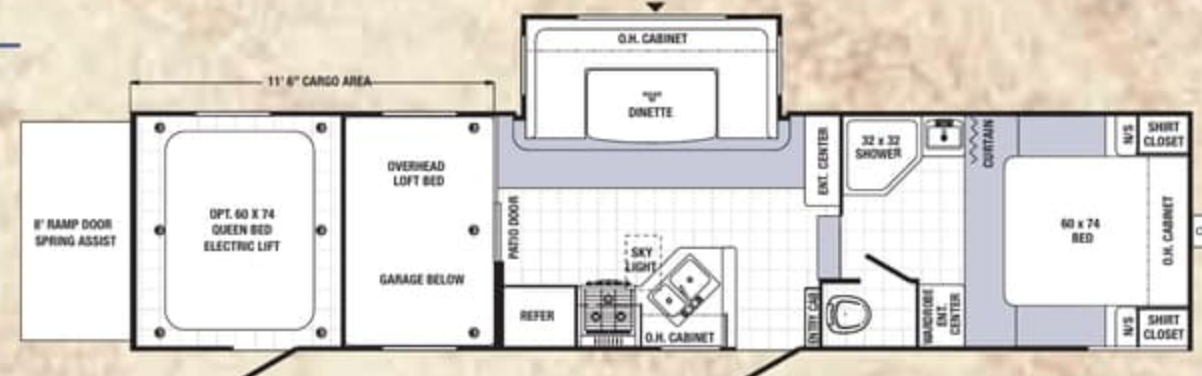 O.H. CABINET
DINETTE
11' 6" CARGO AREA
8' RAMP DOOR
SPRING ASSIST
OPT. 60 X 74
QUEEN BED
ELECTRIC LIFT
OVERHEAD
LOFT BED
GARAGE BELOW
PATIO DOOR
REFER
SKY
LIGHT
O.H. CABINET
ENT. CENTER
32 x 32
SHOWER
CURTAIN
ENTRY CAB
WARDROBE
ENT.
CENTER
60 x 74
BED
N/S
SHIRT
CLOSET
O.H. CABINET
N/S
SHIRT
CLOSET